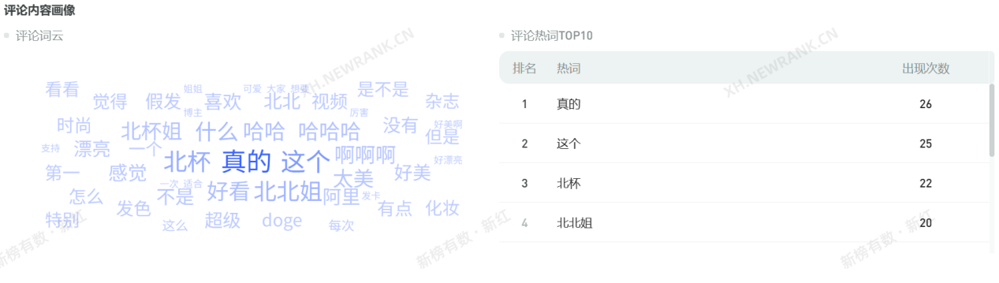 评论内容画像
评论词云
评论热词TOP10
排名 热词 出现次数
1 真的 26
2 这个 25
3 北杯 22
4 北北姐 20
看看 姐姐 可爱 大家 想要 是不是
觉得 假发 喜欢 北北 视频 杂志
博主 厉害
时尚 北杯姐 什么 哈哈 哈哈哈 没有 好美啊
但是
支持 漂亮 一个
北杯 真的 这个 啊啊啊 好漂亮
第一 感觉 太美 好美
一次 适合
怎么 不是 好看 北北姐 阿里 发卡
发色 有点 化妆
特别 这么 超级 doge 每次
XH.NEWRANK.CN
XH.NEWRANK.CN
新榜有数·新红
新榜有数·新红
新榜有数·新红